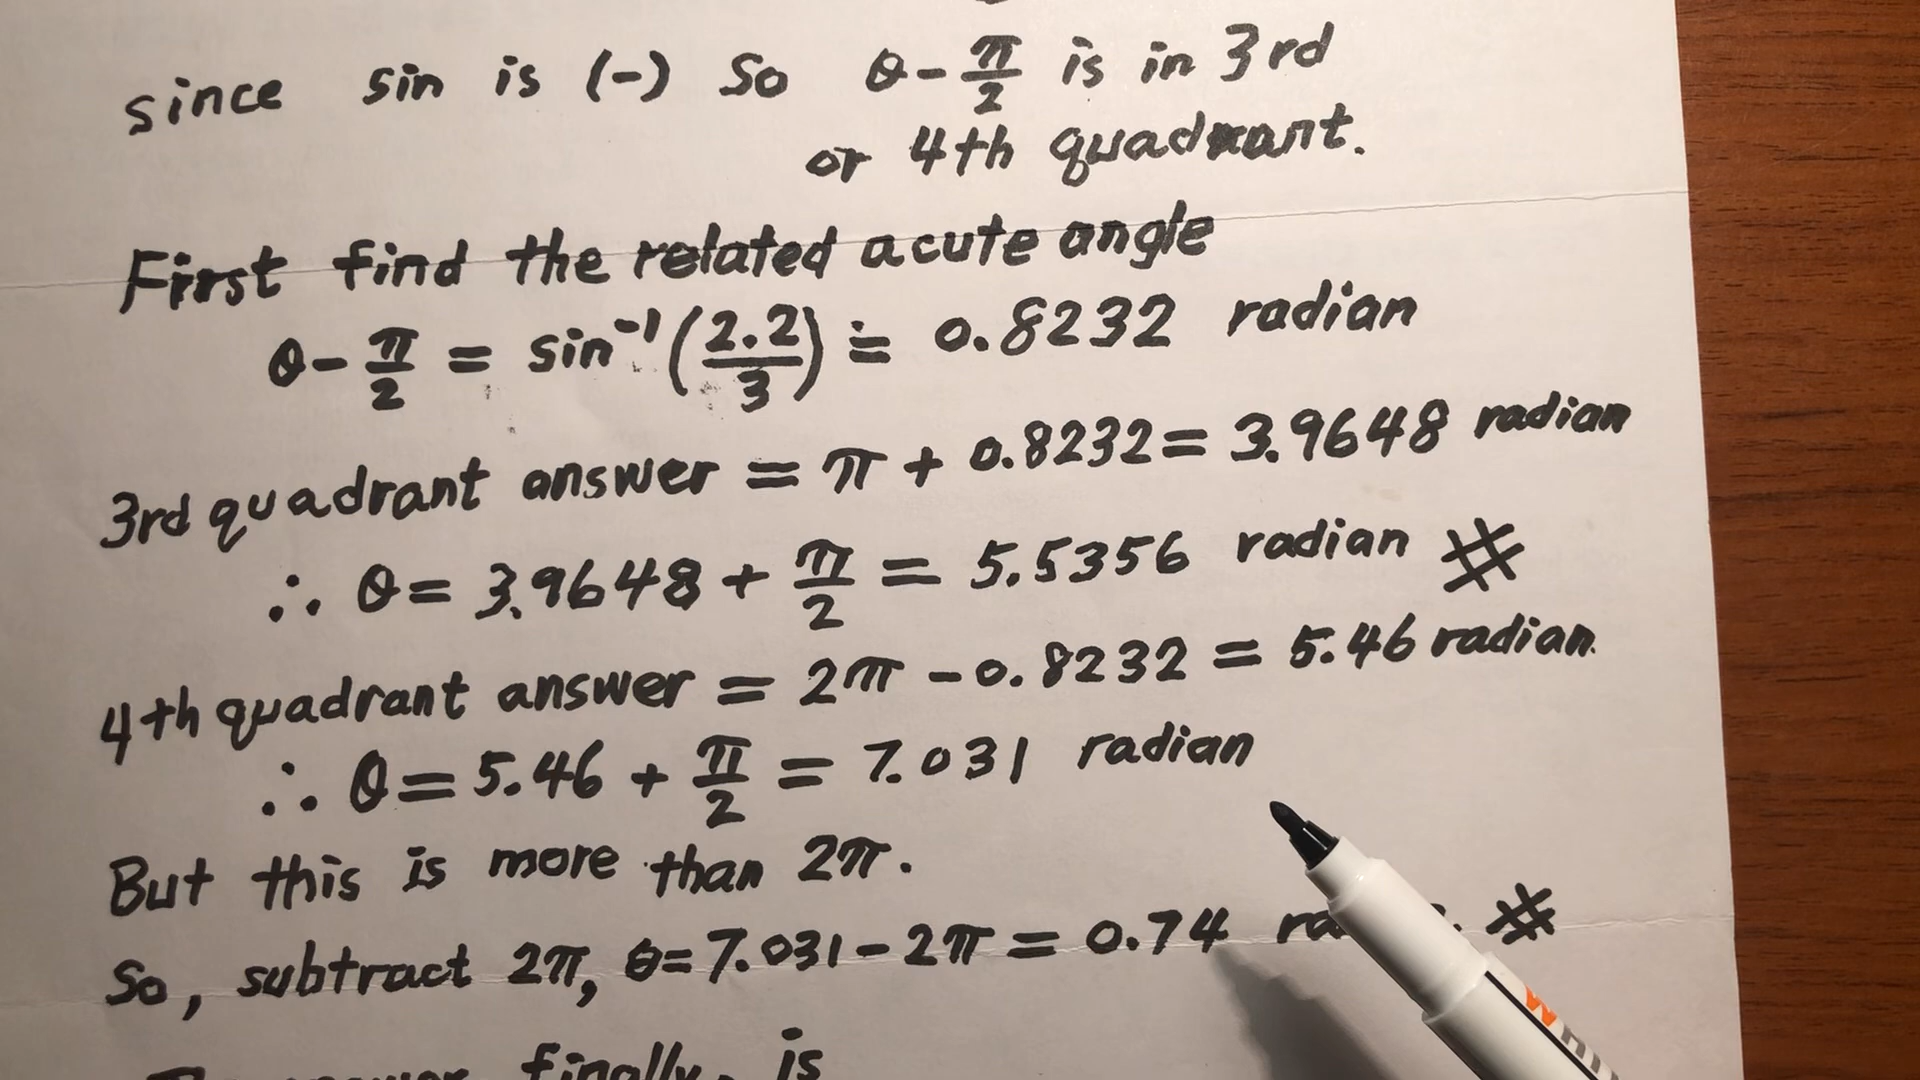 since sin is (-) So θ - π/2 is in 3rd
or 4th quadrant.
First find the related acute angle
θ - π/2 = sin⁻¹(2.2/3) ≐ 0.8232 radian
3rd quadrant answer = π + 0.8232 = 3.9648 radian
∴ θ = 3.9648 + π/2 = 5.5356 radian #
4th quadrant answer = 2π - 0.8232 = 5.46 radian.
∴ θ = 5.46 + π/2 = 7.031 radian
But this is more than 2π.
So, subtract 2π, θ = 7.031 - 2π = 0.74 #
finally, is